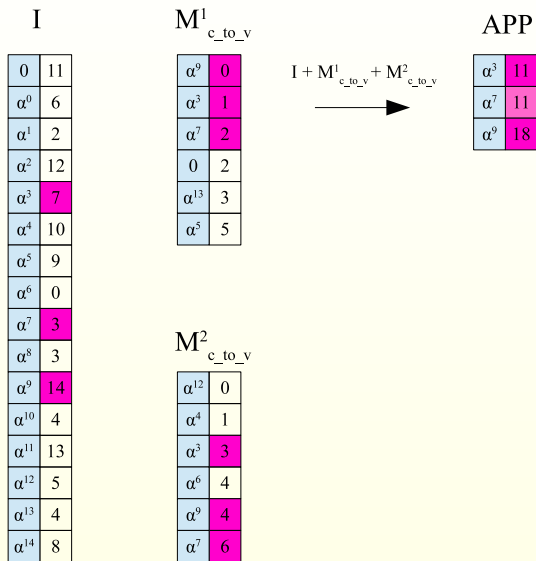 I
0 11
α⁰ 6
α¹ 2
α² 12
α³ 7
α⁴ 10
α⁵ 9
α⁶ 0
α⁷ 3
α⁸ 3
α⁹ 14
α¹⁰ 4
α¹¹ 13
α¹² 5
α¹³ 4
α¹⁴ 8
M¹c_to_v
α⁹ 0
α³ 1
α⁷ 2
0 2
α¹³ 3
α⁵ 5
M²c_to_v
α¹² 0
α⁴ 1
α³ 3
α⁶ 4
α⁹ 4
α⁷ 6
I + M¹c_to_v + M²c_to_v
APP
α³ 11
α⁷ 11
α⁹ 18